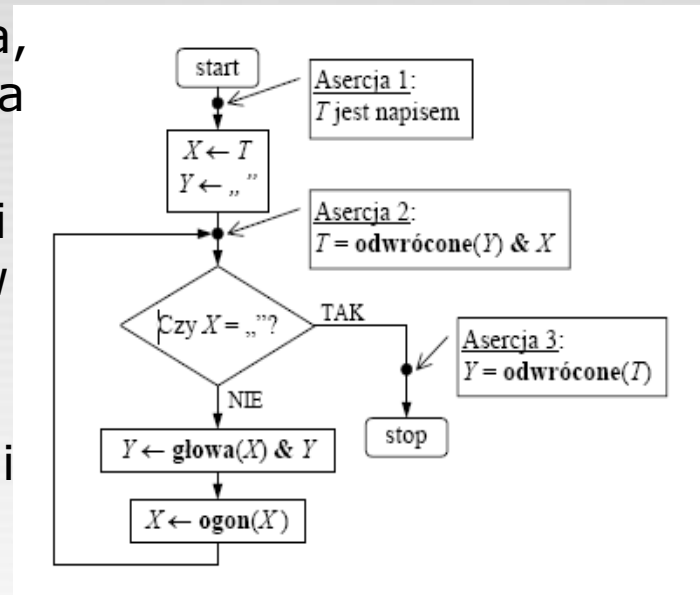 a,
a
i
w
i
start
Asercja 1:
T jest napisem
X ← T
Y ← „ ”
Asercja 2:
T = odwrócone(Y) & X
Czy X = „”?
TAK
Asercja 3:
Y = odwrócone(T)
NIE
stop
Y ← głowa(X) & Y
X ← ogon(X)